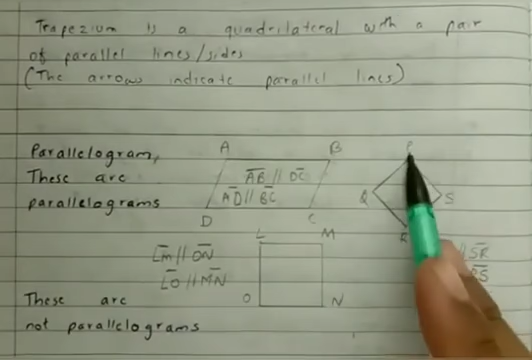 Trapezium is a quadrilateral with a pair
of parallel lines/sides
(The arrows indicate parallel lines)
Parallelogram,
These are
parallelograms
A B
AB // DC
AD // BC
D C
P
Q S
R
L M
Lm // ON
LO // MN
O N
SR
These are
not parallelograms